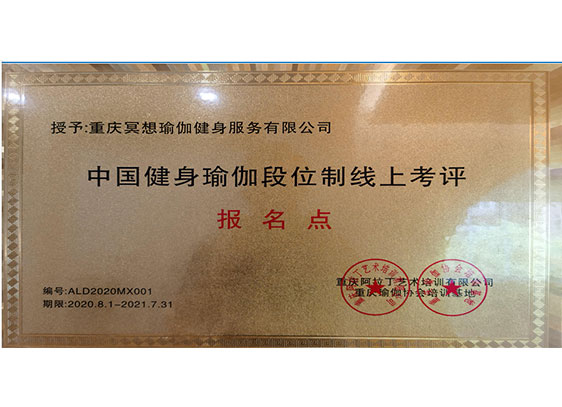 授予:重庆冥想瑜伽健身服务有限公司
中国健身瑜伽段位制线上考评
报名点
编号:ALD2020MX001
期限:2020.8.1-2021.7.31
重庆阿拉丁艺术培训有限公司
重庆瑜伽协会培训基地